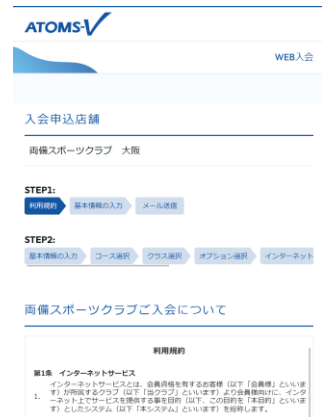 ATOMS-V
WEB入会
入会申込店舗
両備スポーツクラブ 大阪
STEP1:
利用規約 基本情報の入力 メール送信
STEP2:
基本情報の入力 コース選択 クラス選択 オプション選択 インターネット
両備スポーツクラブご入会について
利用規約
第1条 インターネットサービス
インターネットサービスとは、会員資格を有するお客様（以下「会員様」といいま
す）が所属するクラブ（以下「当クラブ」といいます）より会員様向けに、インタ
1. ーネット上でサービスを提供する事を目的（以下、この目的を「本目的」といいま
す）としたシステム（以下「本システム」といいます）を総称します。